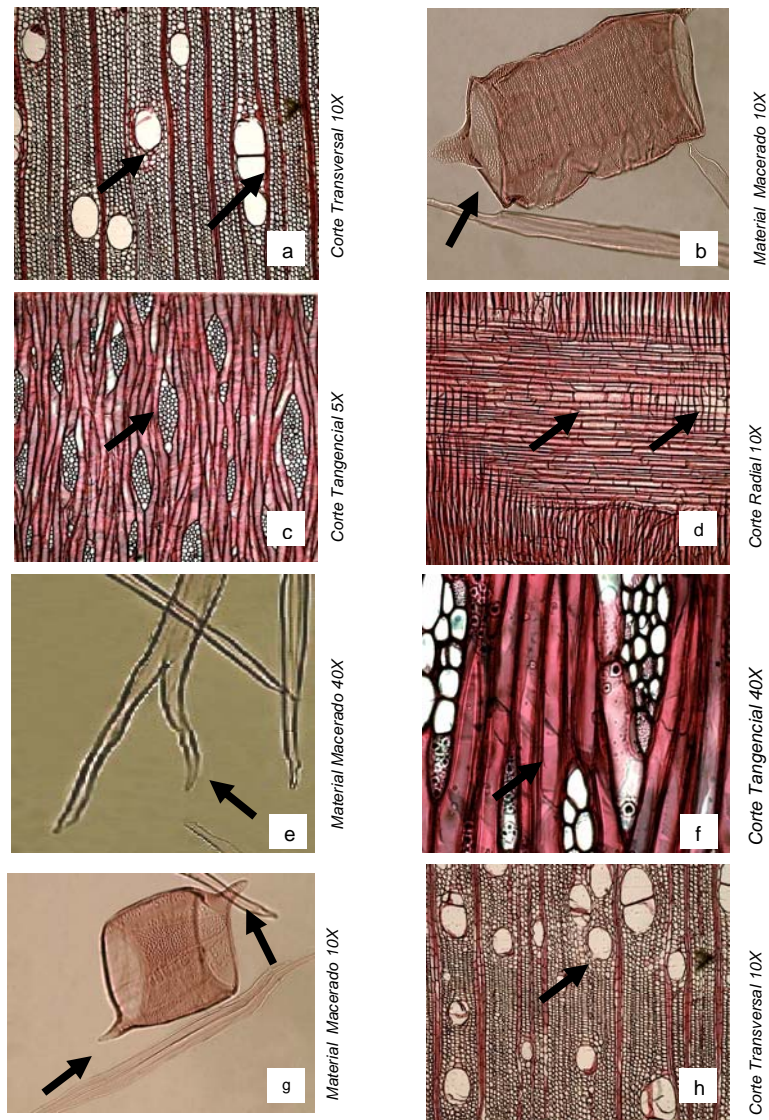 a
Corte Transversal 10X
b
Material Macerado 10X
c
Corte Tangencial 5X
d
Corte Radial 10X
e
Material Macerado 40X
f
Corte Tangencial 40X
g
Material Macerado 10X
h
Corte Transversal 10X